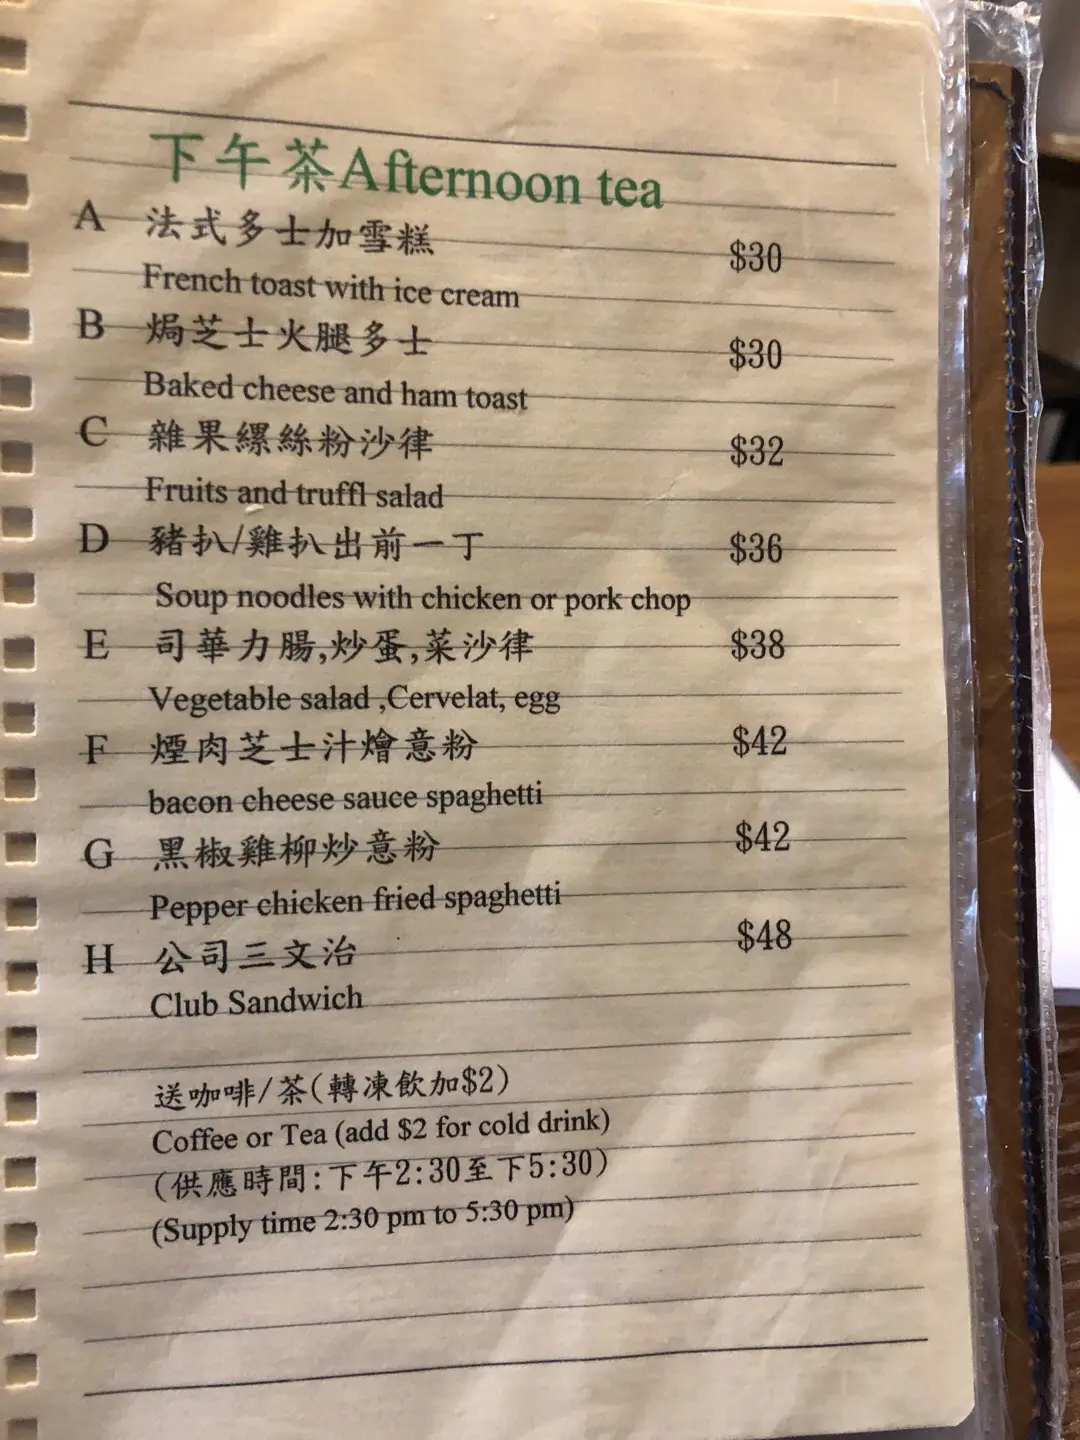 下午茶Afternoon tea
A 法式多士加雪糕 $30
French toast with ice cream
B 焗芝士火腿多士 $30
Baked cheese and ham toast
C 雜果縲絲粉沙律 $32
Fruits and truffl salad
D 豬扒/雞扒出前一丁 $36
Soup noodles with chicken or pork chop
E 司華力腸,炒蛋,菜沙律 $38
Vegetable salad ,Cervelat, egg
F 煙肉芝士汁燴意粉 $42
bacon cheese sauce spaghetti
G 黑椒雞柳炒意粉 $42
Pepper chicken fried spaghetti
H 公司三文治 $48
Club Sandwich
送咖啡/茶(轉凍飲加$2)
Coffee or Tea (add $2 for cold drink)
(供應時間:下午2:30至下5:30)
(Supply time 2:30 pm to 5:30 pm)